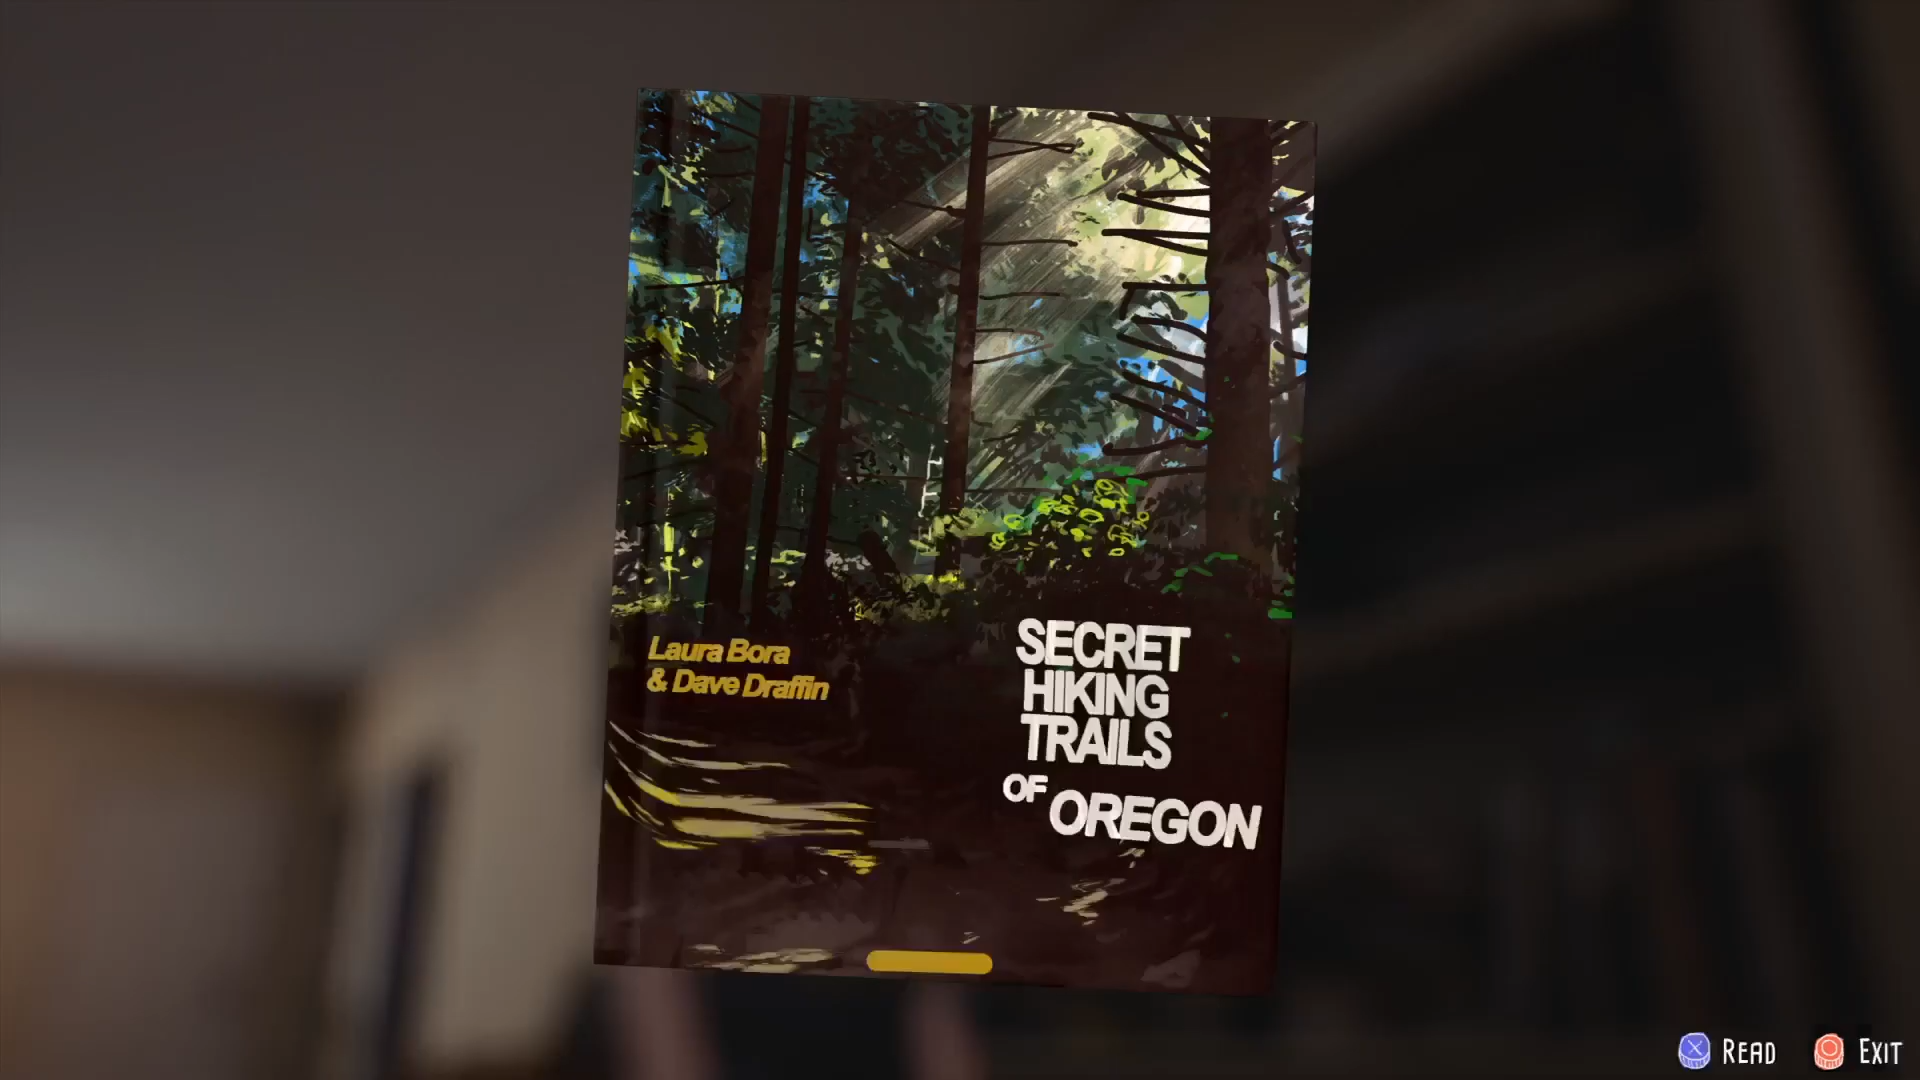 Laura Bora
& Dave Draffin
SECRET
HIKING
TRAILS
OF OREGON
READ
EXIT